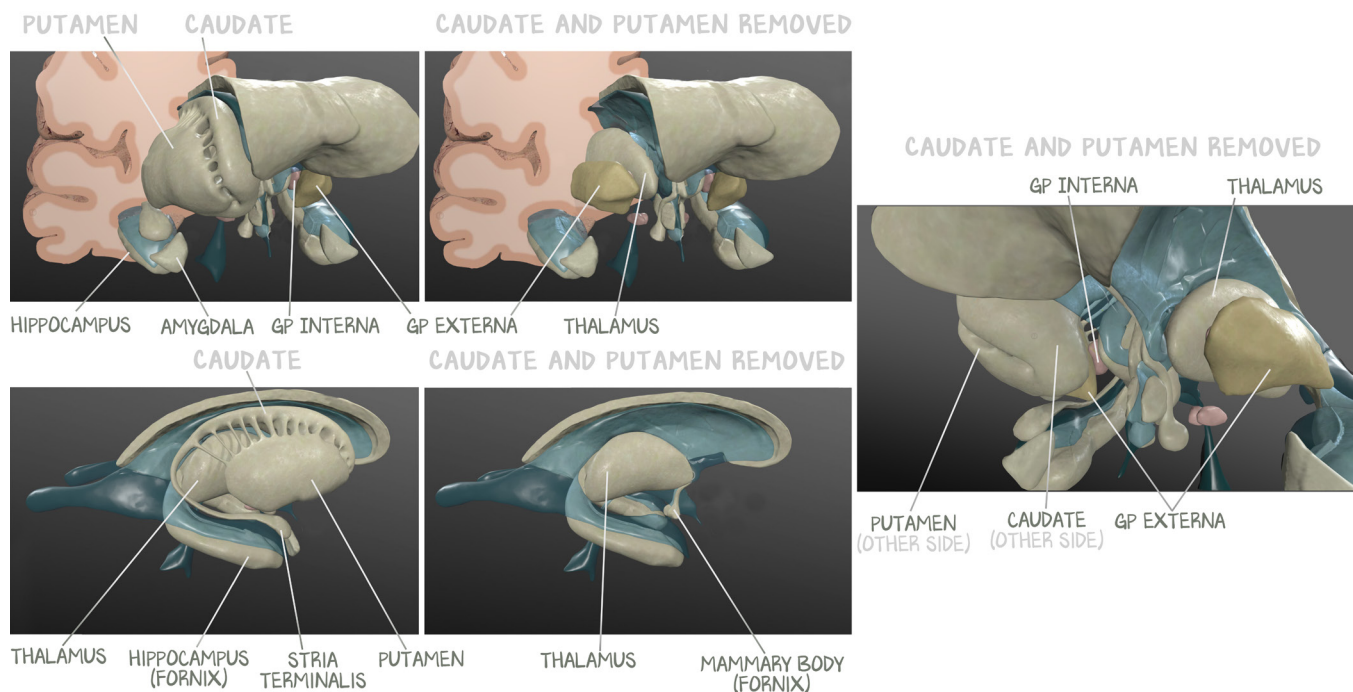 PUTAMEN CAUDATE
CAUDATE AND PUTAMEN REMOVED
HIPPOCAMPUS AMYGDALA GP INTERNA GP EXTERNA THALAMUS
CAUDATE
CAUDATE AND PUTAMEN REMOVED
THALAMUS
HIPPOCAMPUS
(FORNIX)
STRIA
TERMINALIS
PUTAMEN
THALAMUS
MAMMARY BODY
(FORNIX)
CAUDATE AND PUTAMEN REMOVED
GP INTERNA THALAMUS
PUTAMEN
(OTHER SIDE)
CAUDATE
(OTHER SIDE)
GP EXTERNA